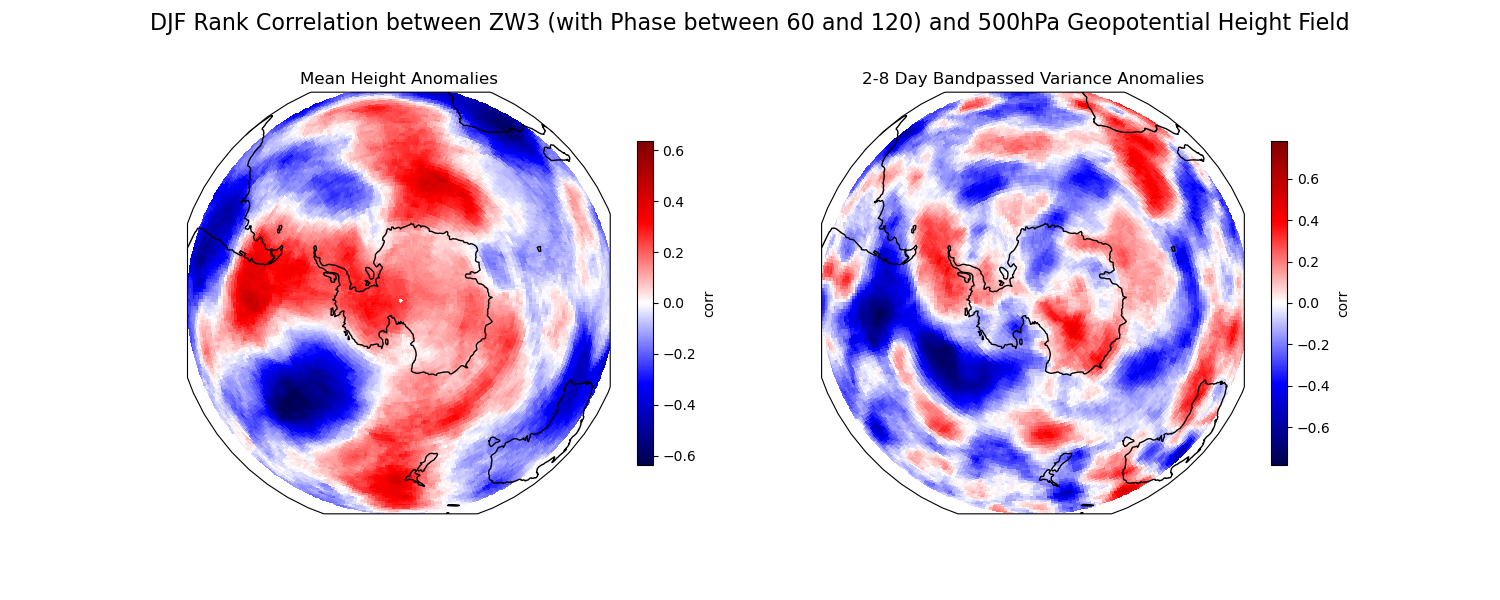 DJF Rank Correlation between ZW3 (with Phase between 60 and 120) and 500hPa Geopotential Height Field
Mean Height Anomalies
0.6
0.4
0.2
0.0
−0.2
−0.4
−0.6
corr
2-8 Day Bandpassed Variance Anomalies
0.6
0.4
0.2
0.0
−0.2
−0.4
−0.6
corr